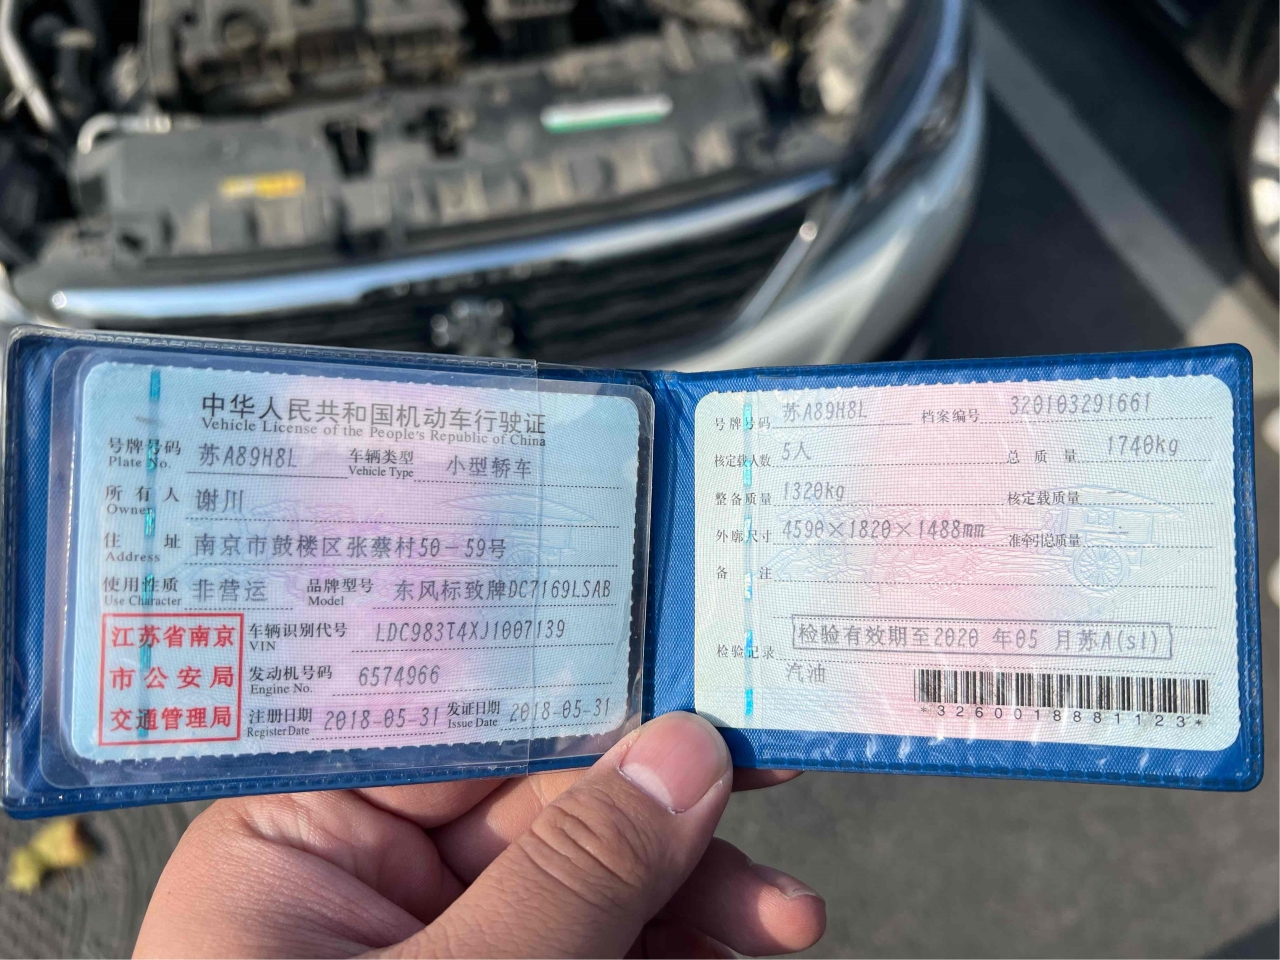 中华人民共和国机动车行驶证
Vehicle License of the People's Republic of China
号牌号码 苏A89H8L 车辆类型 小型轿车
Plate No. Vehicle Type
所有人 谢川
Owner
住址 南京市鼓楼区张蔡村50-59号
Address
使用性质 非营运 品牌型号 东风标致牌DC7169LSAB
Use Character Model
江苏省南京
市公安局
交通管理局
车辆识别代号 LDC983T4XJ1007139
VIN
发动机号码 6574966
Engine No.
注册日期 2018-05-31 发证日期 2018-05-31
Register Date Issue Date
号牌号码 苏A89H8L 档案编号 320103291661
核定载人数 5人 总质量 1740kg
整备质量 1320kg 核定载质量
外廓尺寸 4590×1820×1488mm 准牵引总质量 --
备注
检验有效期至2020 年05 月苏A(sl)
检验记录
汽油
*3260018881123*